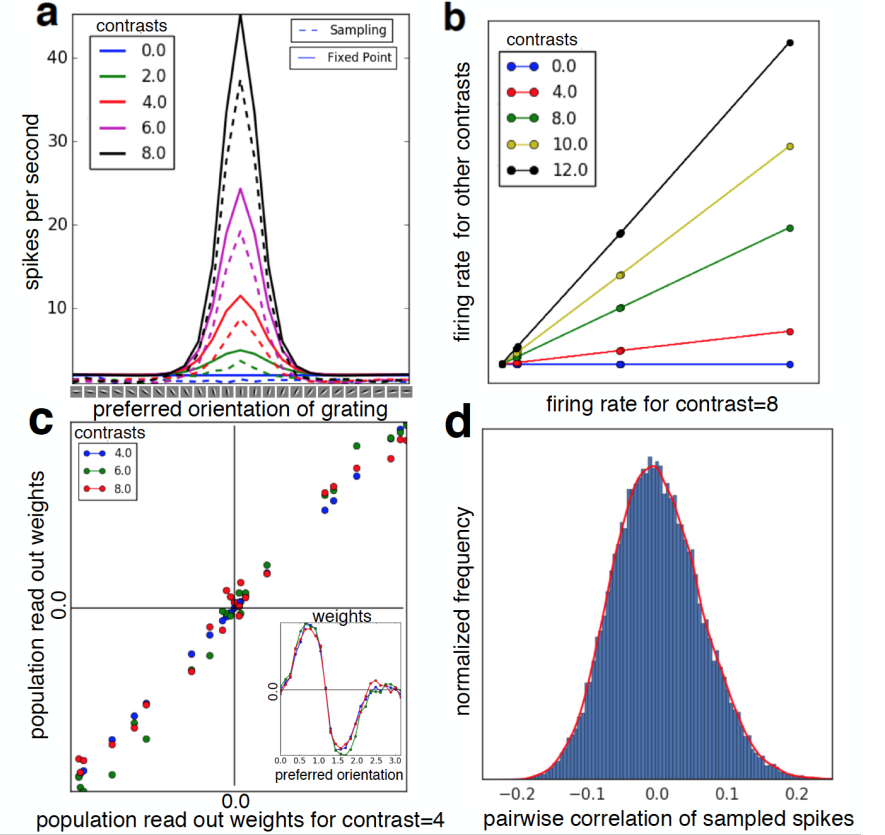 a
contrasts
0.0
2.0
4.0
6.0
8.0
Sampling
Fixed Point
40
30
20
10
spikes per second
preferred orientation of grating
b
contrasts
0.0
4.0
8.0
10.0
12.0
firing rate for other contrasts
firing rate for contrast=8
c
contrasts
4.0
6.0
8.0
population read out weights
0.0
weights
0.0
0.0 0.5 1.0 1.5 2.0 2.5 3.0
preferred orientation
0.0
population read out weights for contrast=4
d
normalized frequency
−0.2 −0.1 0.0 0.1 0.2
pairwise correlation of sampled spikes